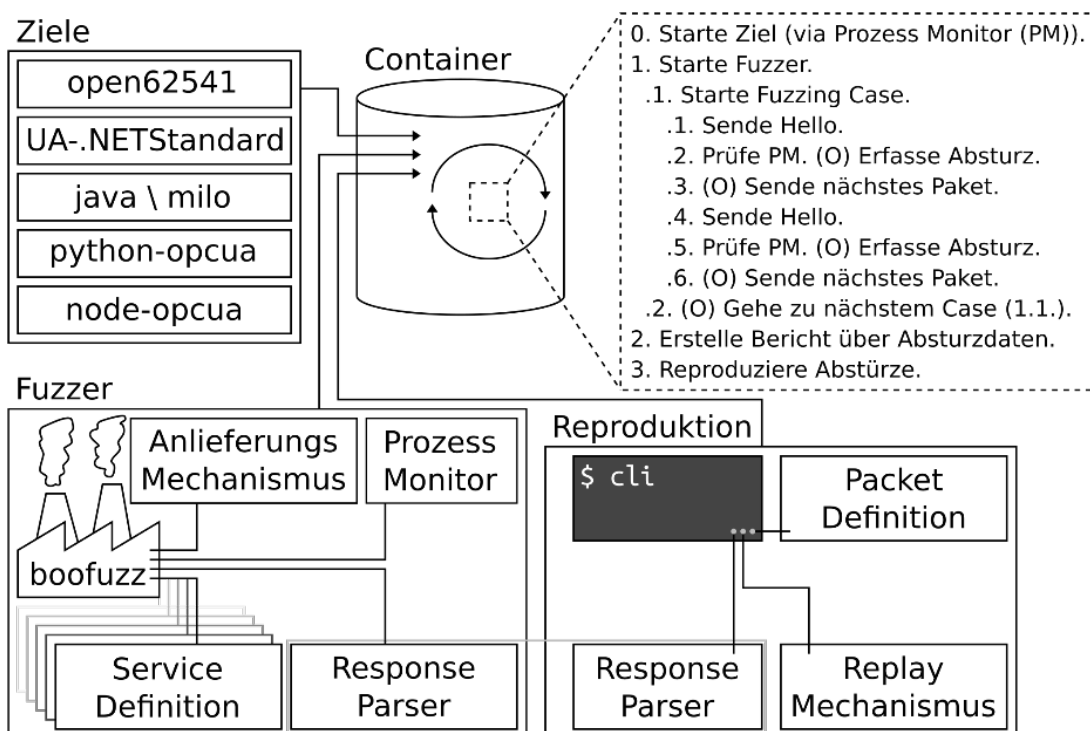 Ziele
open62541
UA-.NETStandard
java \ milo
python-opcua
node-opcua
Container
0. Starte Ziel (via Prozess Monitor (PM)).
1. Starte Fuzzer.
.1. Starte Fuzzing Case.
.1. Sende Hello.
.2. Prüfe PM. (O) Erfasse Absturz.
.3. (O) Sende nächstes Paket.
.4. Sende Hello.
.5. Prüfe PM. (O) Erfasse Absturz.
.6. (O) Sende nächstes Paket.
.2. (O) Gehe zu nächstem Case (1.1.).
2. Erstelle Bericht über Absturzdaten.
3. Reproduziere Abstürze.
Fuzzer
Anlieferungs
Mechanismus
Prozess
Monitor
boofuzz
Service
Definition
Response
Parser
Reproduktion
$ cli
Packet
Definition
Response
Parser
Replay
Mechanismus